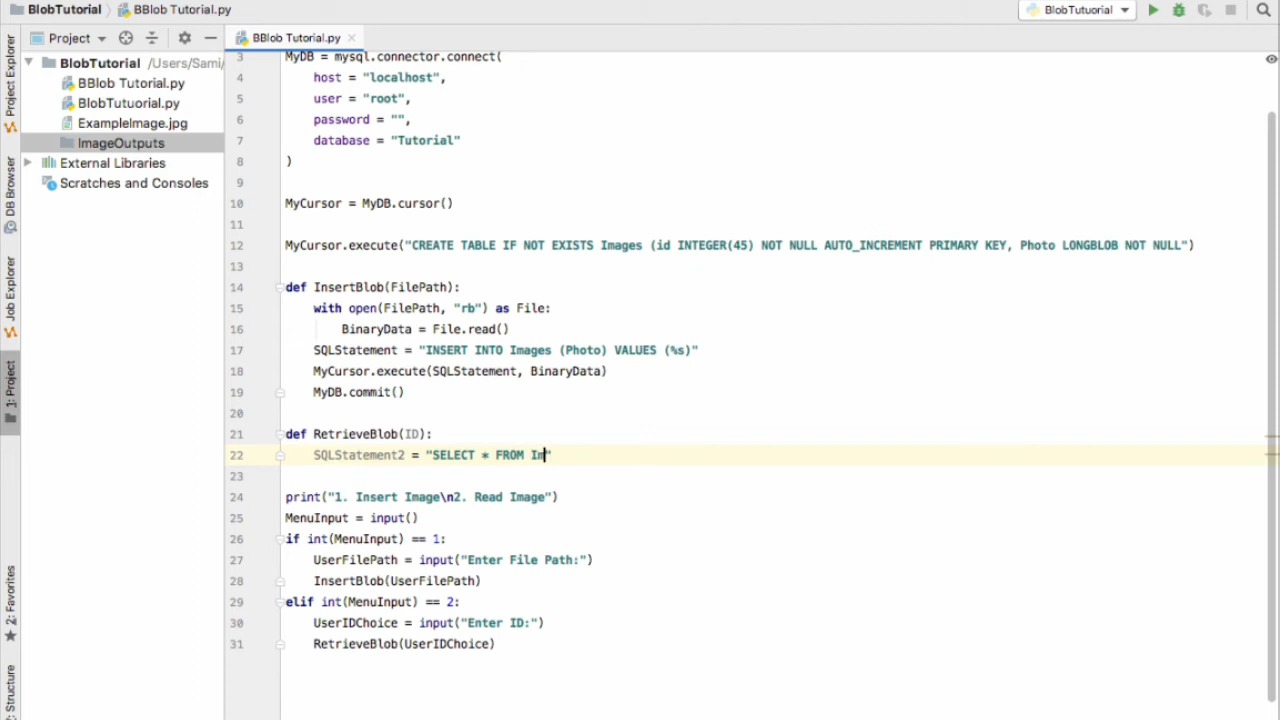 BlobTutorial BBlob Tutorial.py BlobTutuorial
Project BBlob Tutorial.py
BlobTutorial /Users/Sami/
BBlob Tutorial.py
BlobTutuorial.py
ExampleImage.jpg
ImageOutputs
External Libraries
Scratches and Consoles
Project Explorer
DB Browser
Job Explorer
1: Project
2: Favorites
Structure
3 MyDB = mysql.connector.connect(
4 host = "localhost",
5 user = "root",
6 password = "",
7 database = "Tutorial"
8 )
9
10 MyCursor = MyDB.cursor()
11
12 MyCursor.execute("CREATE TABLE IF NOT EXISTS Images (id INTEGER(45) NOT NULL AUTO_INCREMENT PRIMARY KEY, Photo LONGBLOB NOT NULL")
13
14 def InsertBlob(FilePath):
15 with open(FilePath, "rb") as File:
16 BinaryData = File.read()
17 SQLStatement = "INSERT INTO Images (Photo) VALUES (%s)"
18 MyCursor.execute(SQLStatement, BinaryData)
19 MyDB.commit()
20
21 def RetrieveBlob(ID):
22 SQLStatement2 = "SELECT * FROM Im"
23
24 print("1. Insert Image\n2. Read Image")
25 MenuInput = input()
26 if int(MenuInput) == 1:
27 UserFilePath = input("Enter File Path:")
28 InsertBlob(UserFilePath)
29 elif int(MenuInput) == 2:
30 UserIDChoice = input("Enter ID:")
31 RetrieveBlob(UserIDChoice)